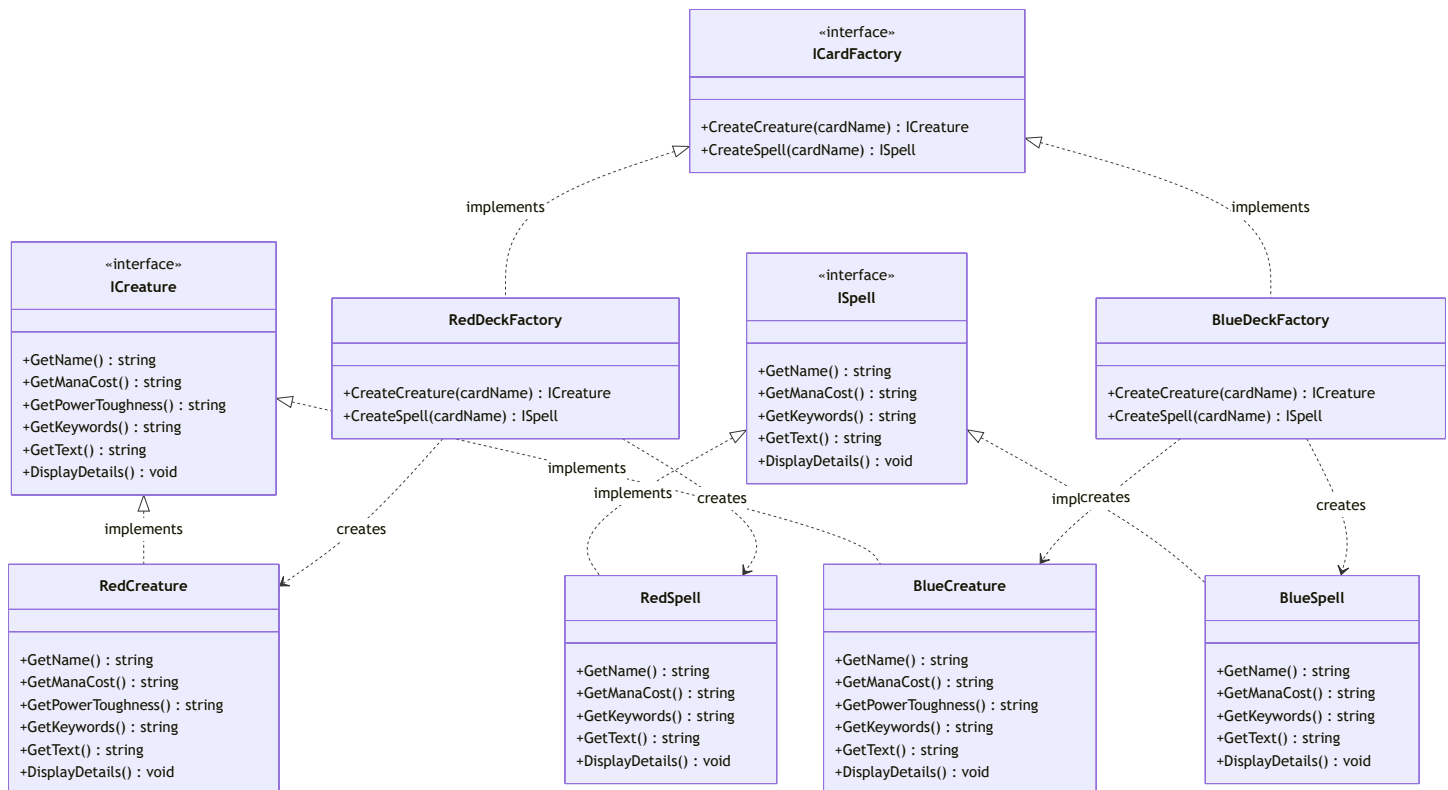 «interface»
ICardFactory
+CreateCreature(cardName) : ICreature
+CreateSpell(cardName) : ISpell
implements
implements
«interface»
ICreature
+GetName() : string
+GetManaCost() : string
+GetPowerToughness() : string
+GetKeywords() : string
+GetText() : string
+DisplayDetails() : void
RedDeckFactory
+CreateCreature(cardName) : ICreature
+CreateSpell(cardName) : ISpell
«interface»
ISpell
+GetName() : string
+GetManaCost() : string
+GetKeywords() : string
+GetText() : string
+DisplayDetails() : void
BlueDeckFactory
+CreateCreature(cardName) : ICreature
+CreateSpell(cardName) : ISpell
implements
implements
creates
creates
creates
implements
creates
RedCreature
+GetName() : string
+GetManaCost() : string
+GetPowerToughness() : string
+GetKeywords() : string
+GetText() : string
+DisplayDetails() : void
RedSpell
+GetName() : string
+GetManaCost() : string
+GetKeywords() : string
+GetText() : string
+DisplayDetails() : void
BlueCreature
+GetName() : string
+GetManaCost() : string
+GetPowerToughness() : string
+GetKeywords() : string
+GetText() : string
+DisplayDetails() : void
BlueSpell
+GetName() : string
+GetManaCost() : string
+GetKeywords() : string
+GetText() : string
+DisplayDetails() : void